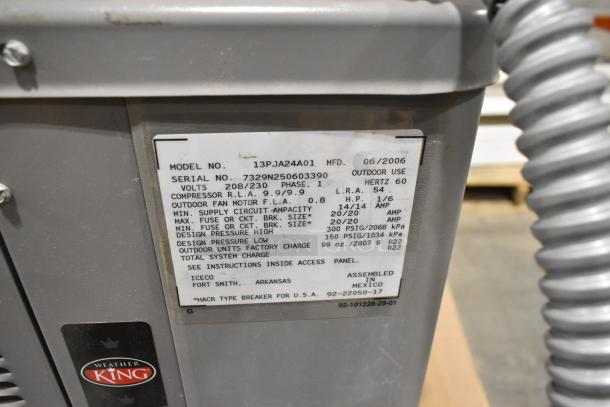 MODEL NO. 13PJA24A01 MFD. 06/2006
SERIAL NO. 7329N250603390 OUTDOOR USE
VOLTS 208/230 PHASE. 1 HERTZ 60
COMPRESSOR R.L.A. 9.9/9.9 L.R.A. 54
OUTDOOR FAN MOTOR F.L.A. 0.8 H.P. 1/6
MIN. SUPPLY CIRCUIT AMPACITY 14/14 AMP
MAX. FUSE OR CKT. BRK. SIZE* 20/20 AMP
MIN. FUSE OR CKT. BRK. SIZE* 20/20 AMP
DESIGN PRESSURE HIGH 300 PSIG/2068 kPa
DESIGN PRESSURE LOW 150 PSIG/1034 kPa
OUTDOOR UNITS FACTORY CHARGE 99 oz./2807 g R22
TOTAL SYSTEM CHARGE R22
SEE INSTRUCTIONS INSIDE ACCESS PANEL.
ICECO ASSEMBLED
FORT SMITH, ARKANSAS IN
MEXICO
*HACR TYPE BREAKER FOR U.S.A. 92-22050-17
G 92-101228-29-01
WEATHER
KING